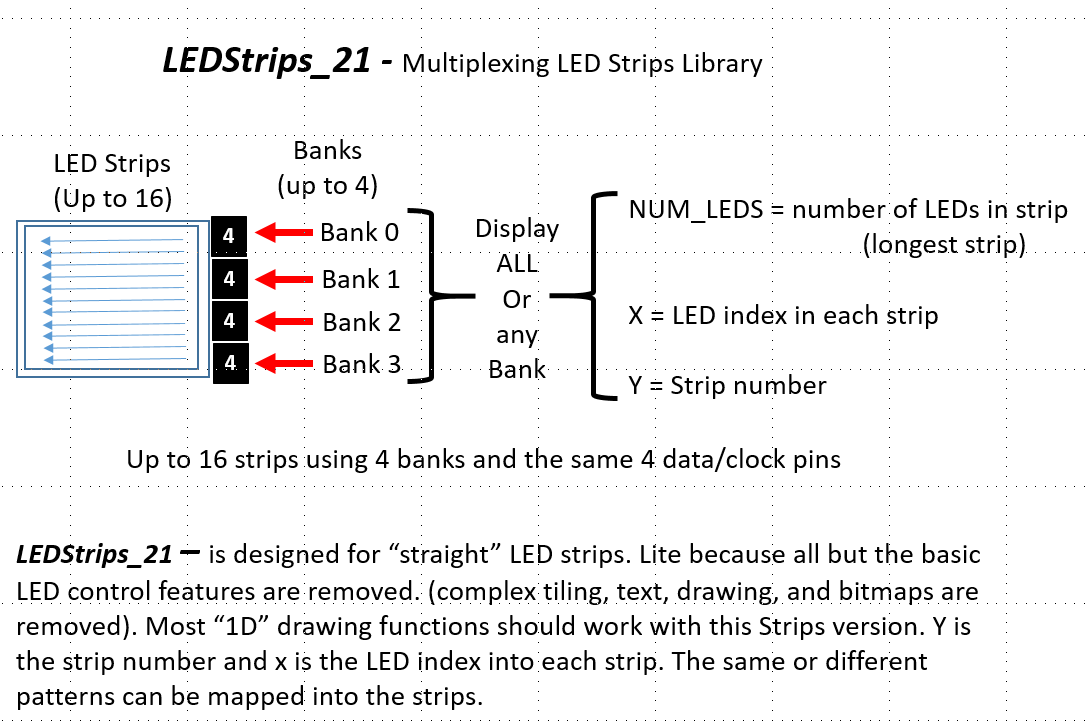 LEDStrips_21 - Multiplexing LED Strips Library
LED Strips
(Up to 16)
Banks
(up to 4)
4
4
4
4
Bank 0
Bank 1
Bank 2
Bank 3
Display
ALL
Or
any
Bank
NUM_LEDS = number of LEDs in strip
(longest strip)
X = LED index in each strip
Y = Strip number
Up to 16 strips using 4 banks and the same 4 data/clock pins
LEDStrips_21 – is designed for “straight” LED strips. Lite because all but the basic
LED control features are removed. (complex tiling, text, drawing, and bitmaps are
removed). Most “1D” drawing functions should work with this Strips version. Y is
the strip number and x is the LED index into each strip. The same or different
patterns can be mapped into the strips.